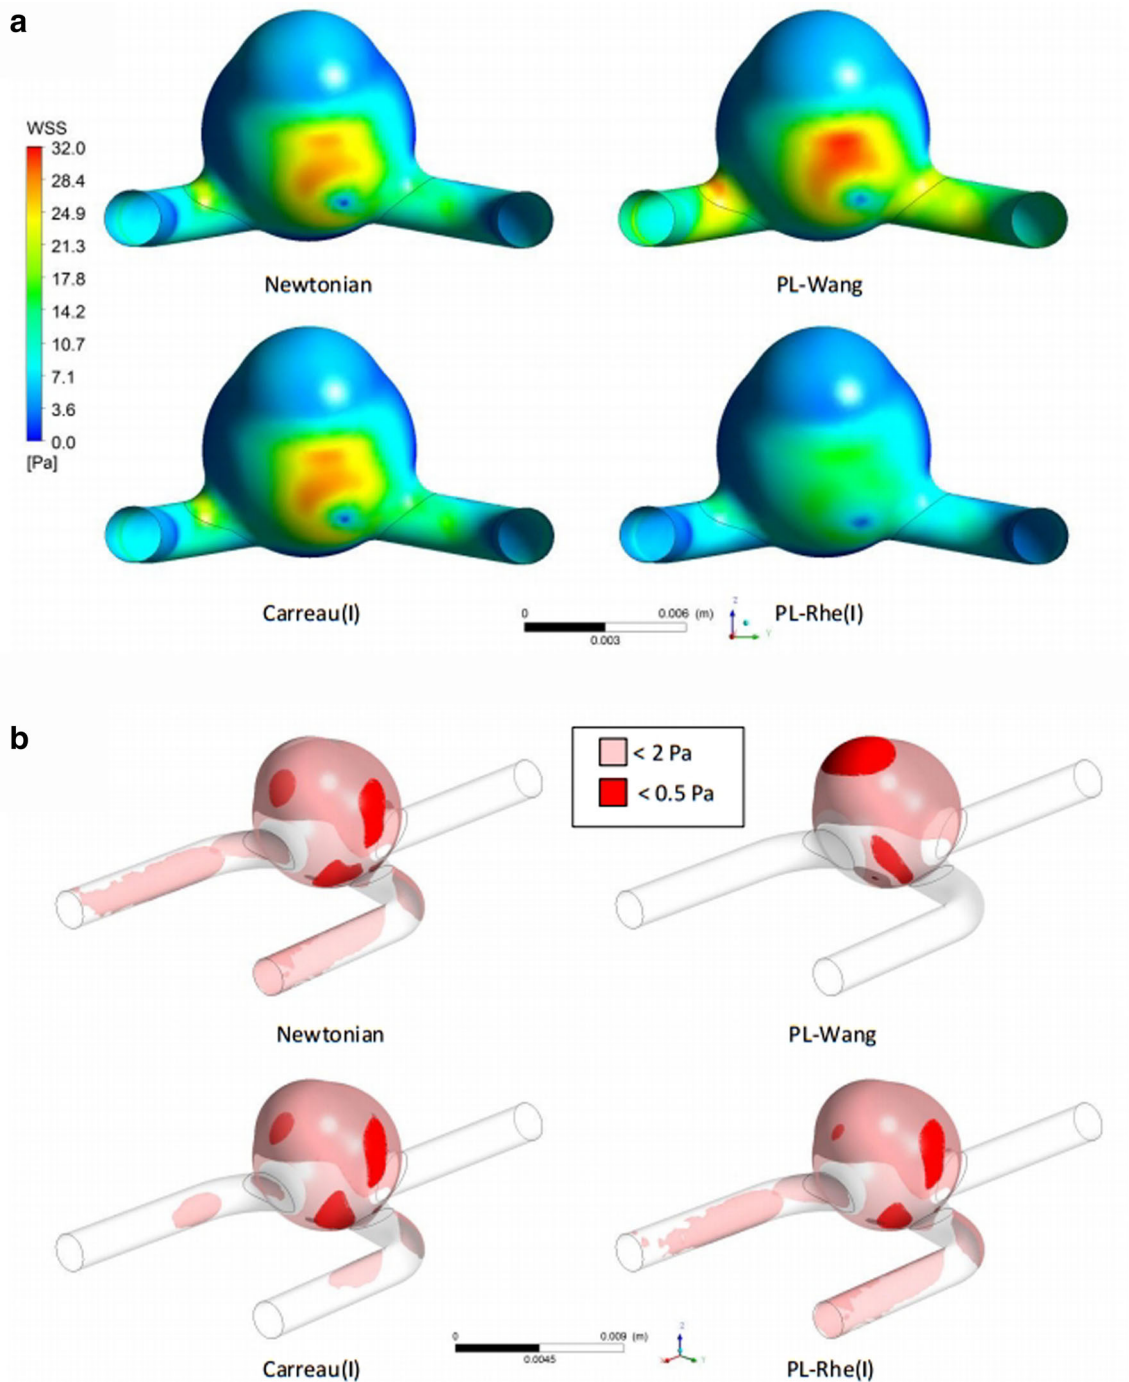 a
WSS
32.0
28.4
24.9
21.3
17.8
14.2
10.7
7.1
3.6
0.0
[Pa]
Newtonian
PL-Wang
Carreau(I)
0 0.006 (m)
0.003
Z
Y
PL-Rhe(I)
b
< 2 Pa
< 0.5 Pa
Newtonian
PL-Wang
0 0.009 (m)
0.0045
Z
X Y
Carreau(I)
PL-Rhe(I)